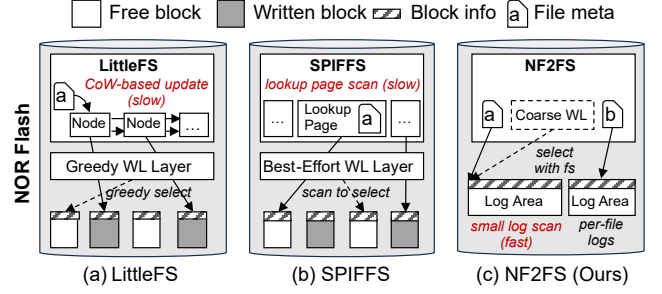 Free block
Written block
Block info
a
File meta
NOR Flash
LittleFS
CoW-based update
(slow)
a
Node
Node
...
Greedy WL Layer
greedy select
(a) LittleFS
SPIFFS
lookup page scan (slow)
...
Lookup
Page
a
...
Best-Effort WL Layer
scan to select
(b) SPIFFS
NF2FS
a
Coarse WL
b
select
with fs
Log Area
Log Area
small log scan
(fast)
per-file
logs
(c) NF2FS (Ours)